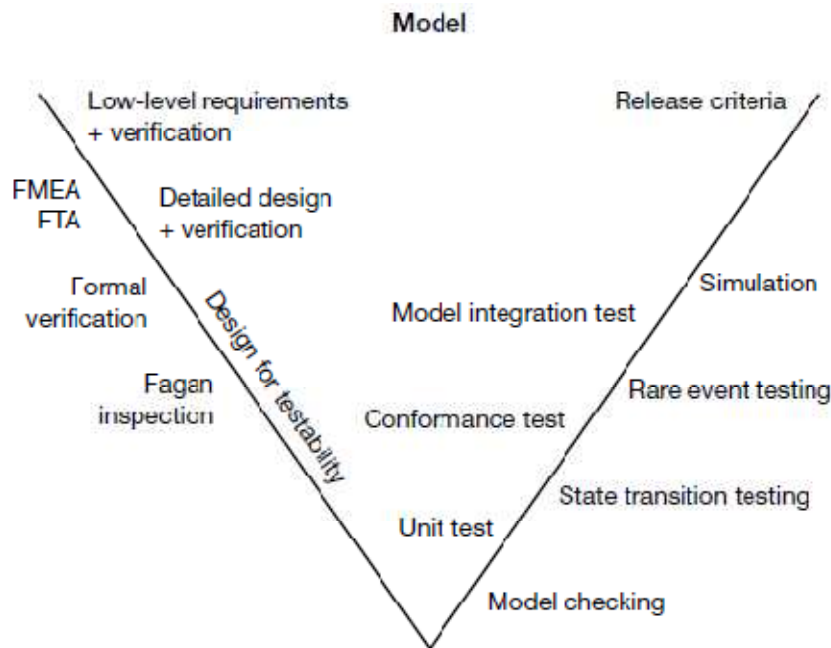 Model
Low-level requirements
+ verification
Release criteria
FMEA
FTA
Detailed design
+ verification
Formal
verification
Design for testability
Simulation
Model integration test
Fagan
inspection
Rare event testing
Conformance test
State transition testing
Unit test
Model checking